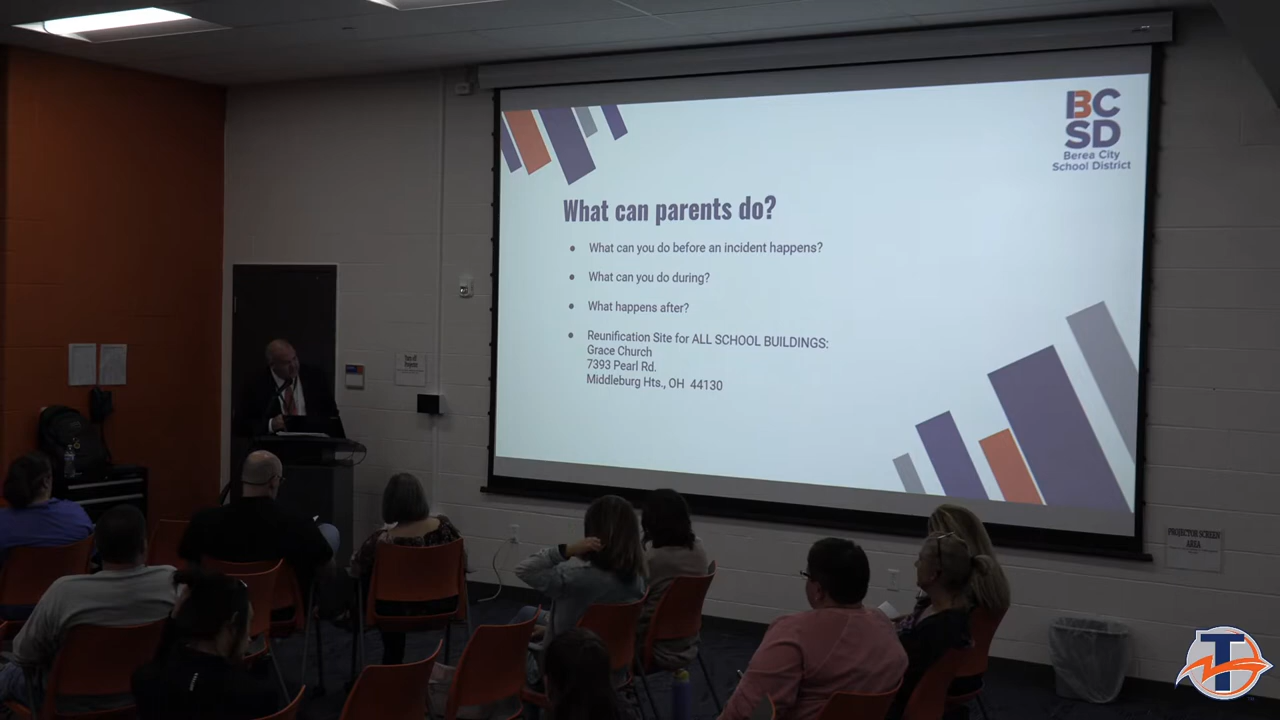 BC
SD
Berea City
School District
What can parents do?
• What can you do before an incident happens?
• What can you do during?
• What happens after?
• Reunification Site for ALL SCHOOL BUILDINGS:
Grace Church
7393 Pearl Rd.
Middleburg Hts., OH 44130
PROJECTOR SCREEN
AREA
T